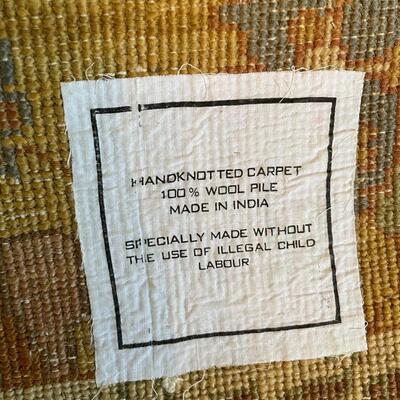 HANDKNOTTED CARPET
100% WOOL PILE
MADE IN INDIA
SPECIALLY MADE WITHOUT
THE USE OF ILLEGAL CHILD
LABOUR